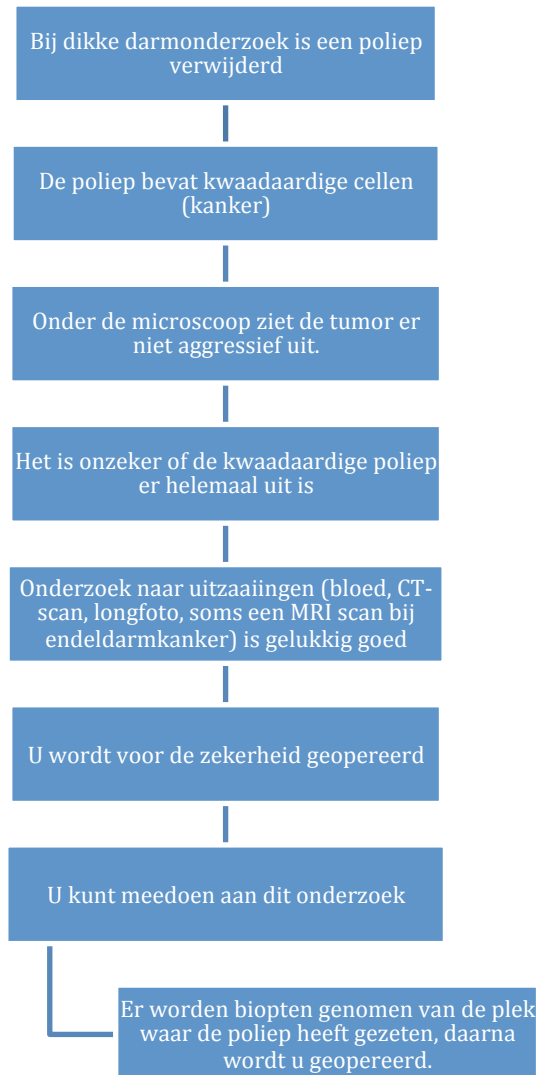 Bij dikke darmonderzoek is een poliep
verwijderd
De poliep bevat kwaadaardige cellen
(kanker)
Onder de microscoop ziet de tumor er
niet aggressief uit.
Het is onzeker of de kwaadaardige poliep
er helemaal uit is
Onderzoek naar uitzaaiingen (bloed, CT-
scan, longfoto, soms een MRI scan bij
endeldarmkanker) is gelukkig goed
U wordt voor de zekerheid geopereerd
U kunt meedoen aan dit onderzoek
Er worden biopten genomen van de plek
waar de poliep heeft gezeten, daarna
wordt u geopereerd.